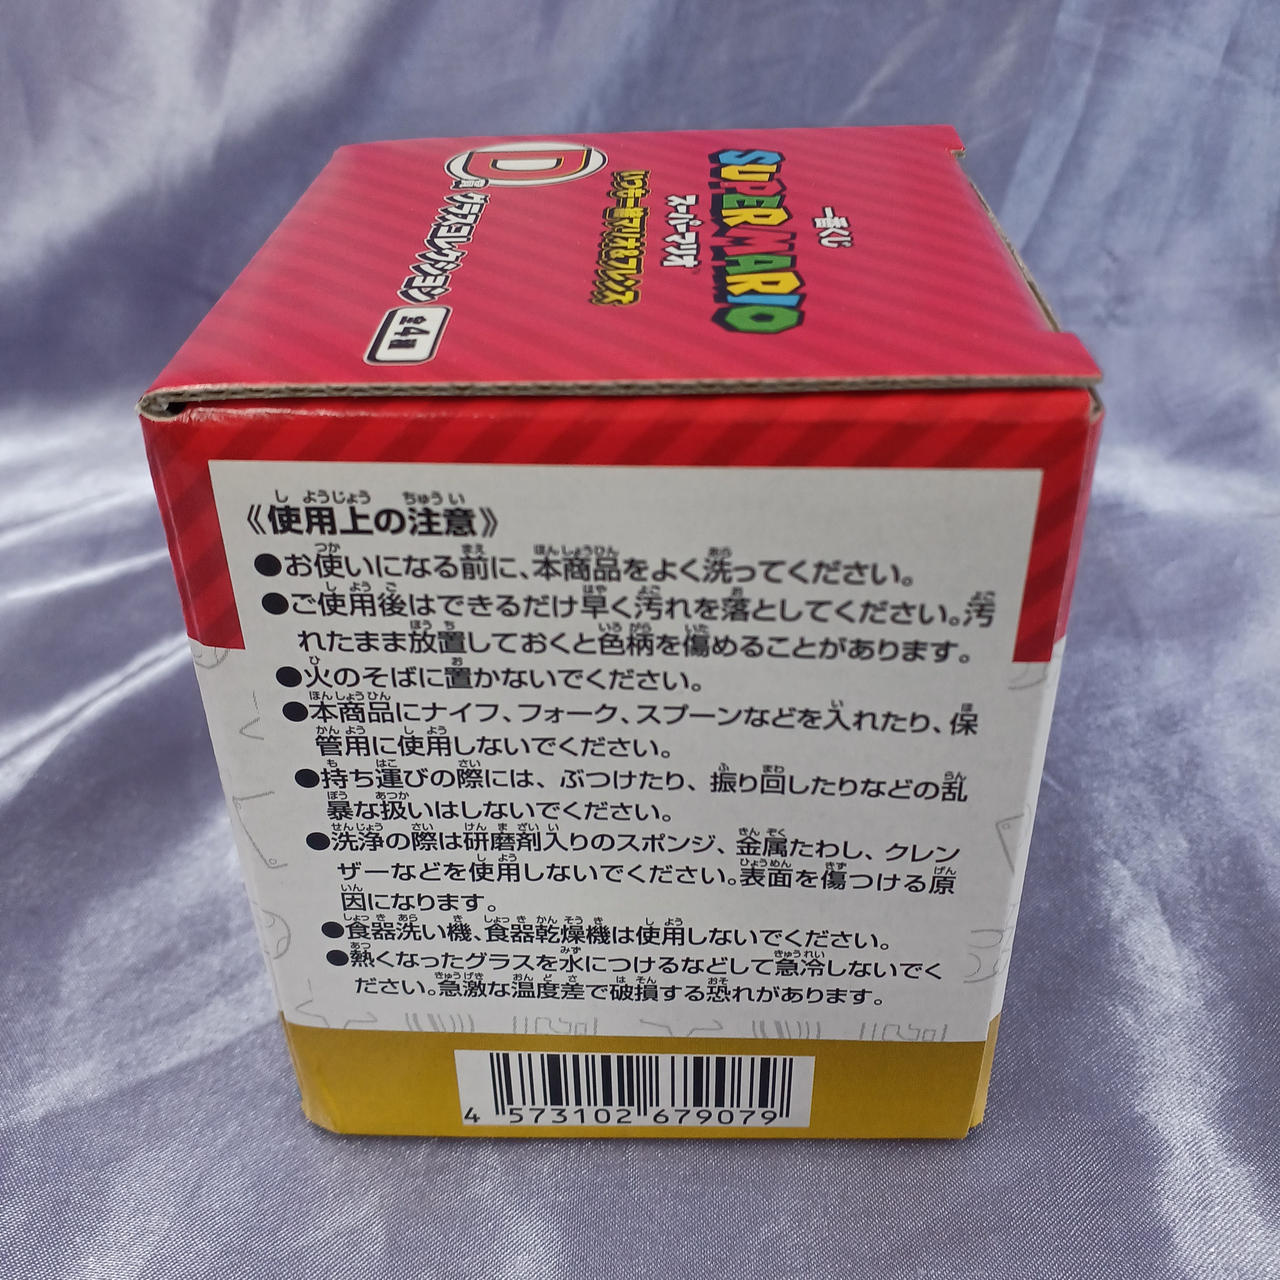 一番くじ
SUPER MARIO
スーパーマリオ
いつも一緒マリオ&フレンズ
D賞 グラスコレクション 全4種
《使用上の注意》
●お使いになる前に、本商品をよく洗ってください。
●ご使用後はできるだけ早く汚れを落としてください。汚
れたまま放置しておくと色柄を傷めることがあります。
●火のそばに置かないでください。
●本商品にナイフ、フォーク、スプーンなどを入れたり、保
管用に使用しないでください。
●持ち運びの際には、ぶつけたり、振り回したりなどの乱
暴な扱いはしないでください。
●洗浄の際は研磨剤入りのスポンジ、金属たわし、クレン
ザーなどを使用しないでください。表面を傷つける原
因になります。
●食器洗い機、食器乾燥機は使用しないでください。
●熱くなったグラスを水につけるなどして急冷しないでく
ださい。急激な温度差で破損する恐れがあります。
4 573102 679079